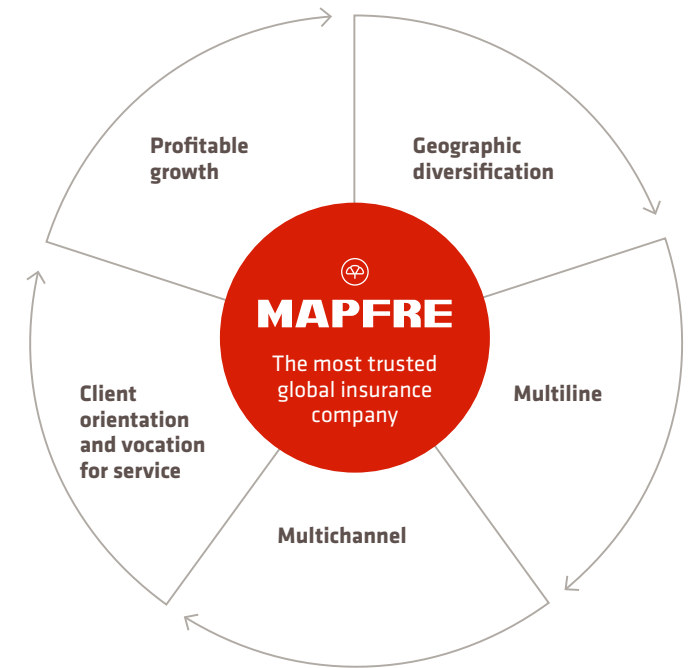 Profitable
growth
Geographic
diversification
MAPFRE
The most trusted
global insurance
company
Client
orientation
and vocation
for service
Multiline
Multichannel